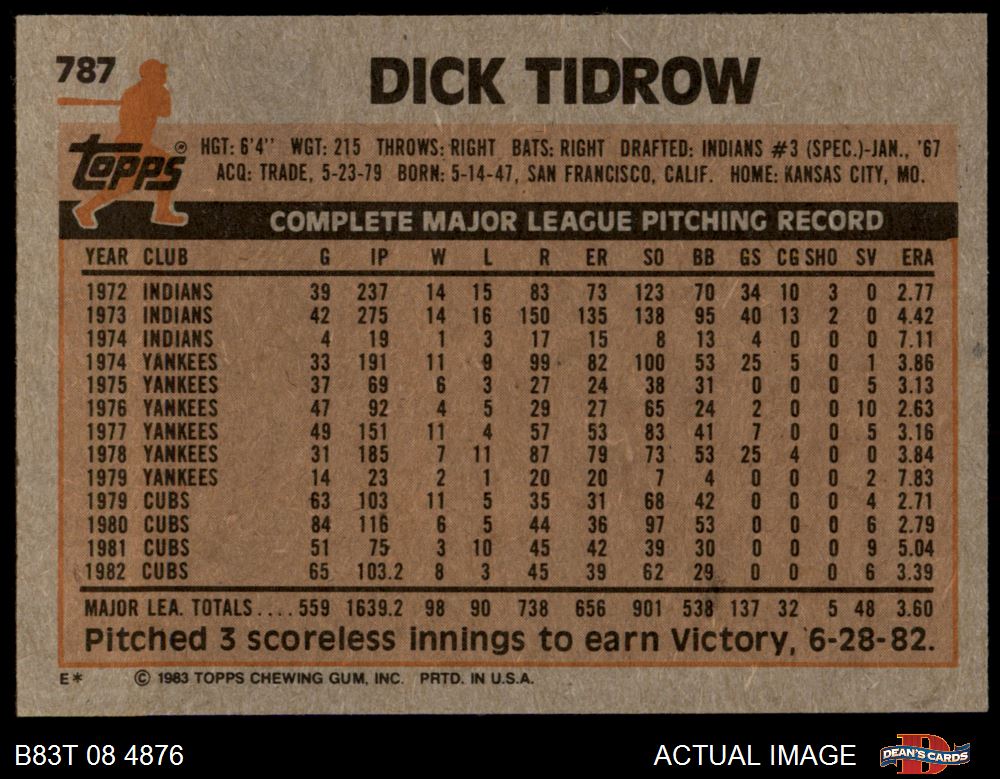 787
DICK TIDROW
topps®
HGT: 6'4" WGT: 215 THROWS: RIGHT BATS: RIGHT DRAFTED: INDIANS #3 (SPEC.)-JAN., '67
ACQ: TRADE, 5-23-79 BORN: 5-14-47, SAN FRANCISCO, CALIF. HOME: KANSAS CITY, MO.
COMPLETE MAJOR LEAGUE PITCHING RECORD
YEAR CLUB G IP W L R ER SO BB GS CG SHO SV ERA
1972 INDIANS 39 237 14 15 83 73 123 70 34 10 3 0 2.77
1973 INDIANS 42 275 14 16 150 135 138 95 40 13 2 0 4.42
1974 INDIANS 4 19 1 3 17 15 8 13 4 0 0 0 7.11
1974 YANKEES 33 191 11 9 99 82 100 53 25 5 0 1 3.86
1975 YANKEES 37 69 6 3 27 24 38 31 0 0 0 5 3.13
1976 YANKEES 47 92 4 5 29 27 65 24 2 0 0 10 2.63
1977 YANKEES 49 151 11 4 57 53 83 41 7 0 0 5 3.16
1978 YANKEES 31 185 7 11 87 79 73 53 25 4 0 0 3.84
1979 YANKEES 14 23 2 1 20 20 7 4 0 0 0 2 7.83
1979 CUBS 63 103 11 5 35 31 68 42 0 0 0 4 2.71
1980 CUBS 84 116 6 5 44 36 97 53 0 0 0 6 2.79
1981 CUBS 51 75 3 10 45 42 39 30 0 0 0 9 5.04
1982 CUBS 65 103.2 8 3 45 39 62 29 0 0 0 6 3.39
MAJOR LEA. TOTALS.... 559 1639.2 98 90 738 656 901 538 137 32 5 48 3.60
Pitched 3 scoreless innings to earn Victory, 6-28-82.
E* © 1983 TOPPS CHEWING GUM, INC. PRTD. IN U.S.A.
B83T 08 4876 ACTUAL IMAGE DEAN'S CARDS